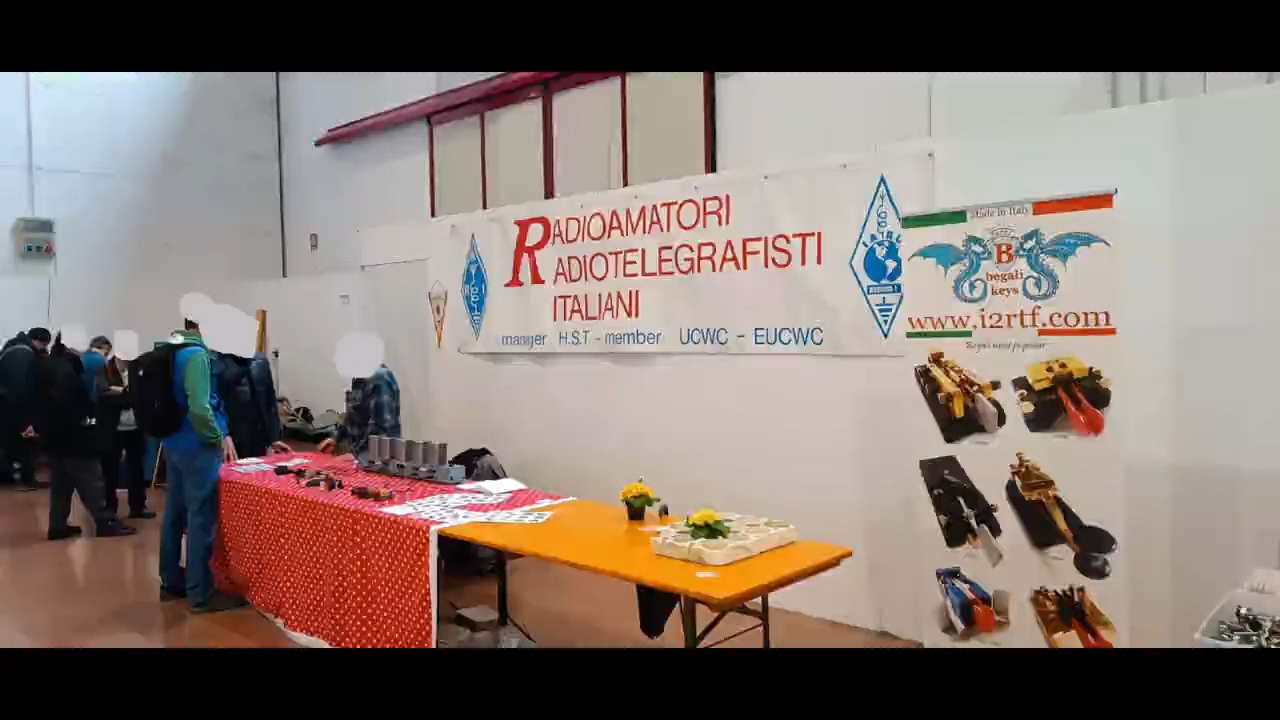 RADIOAMATORI
RADIOTELEGRAFISTI
ITALIANI
manager H.S.T - member UCWC - EUCWC
Made in Italy
B
begali
keys
www.i2rtf.com